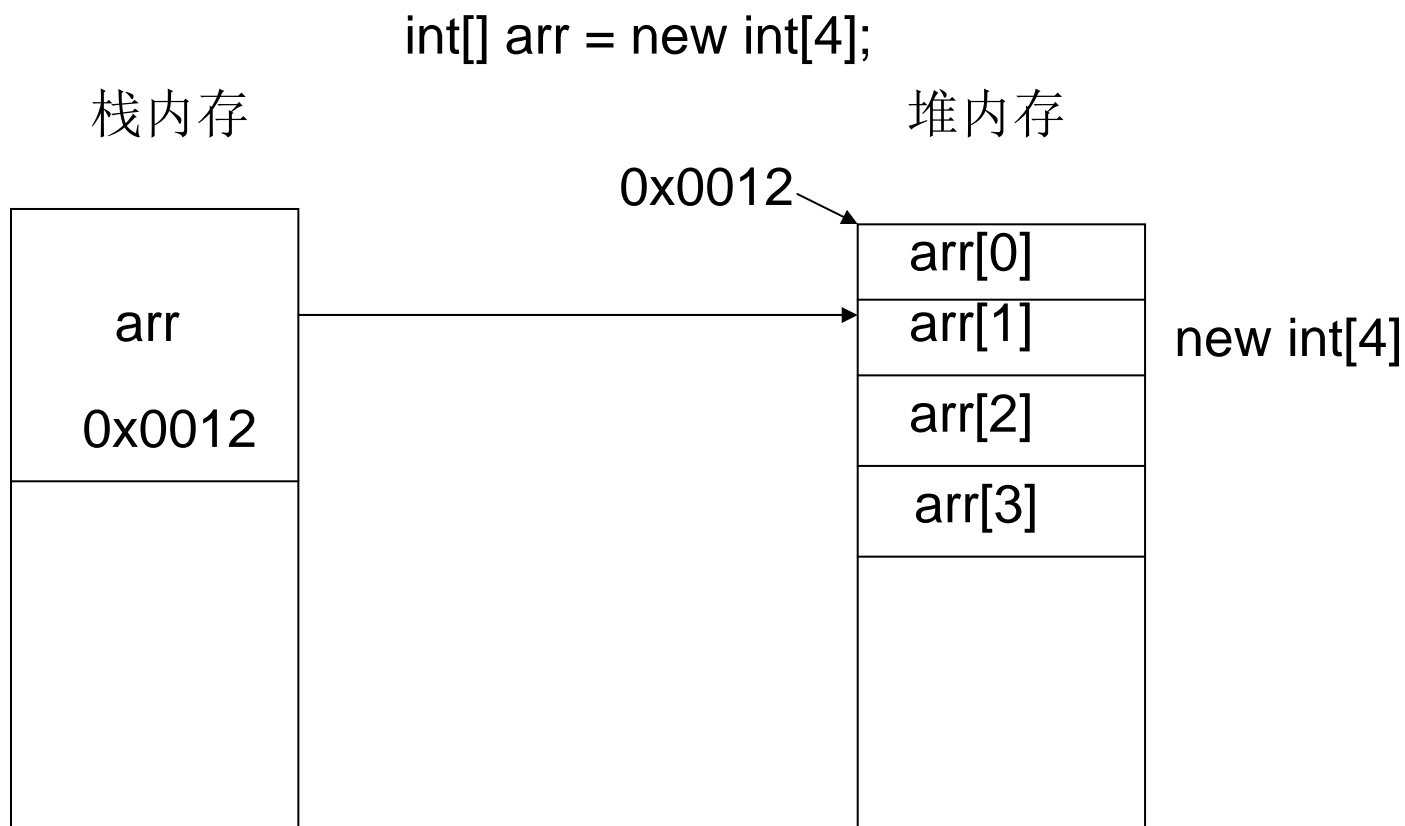 int[] arr = new int[4];
栈内存
堆内存
0x0012
arr
0x0012
arr[0]
arr[1]
arr[2]
arr[3]
new int[4]